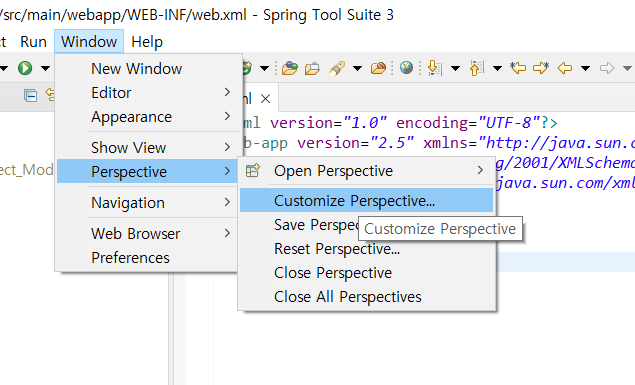 /src/main/webapp/WEB-INF/web.xml - Spring Tool Suite 3
ct Run Window Help
New Window
Editor
Appearance
Show View
Perspective
Navigation
Web Browser
Preferences
ect_Mod
Open Perspective
Customize Perspective...
Save Perspec
Customize Perspective
Reset Perspective...
Close Perspective
Close All Perspectives
ml version="1.0" encoding="UTF-8"?>
b-app version="2.5" xmlns="http://java.sun.c
g/2001/XMLSchema
java.sun.com/xml